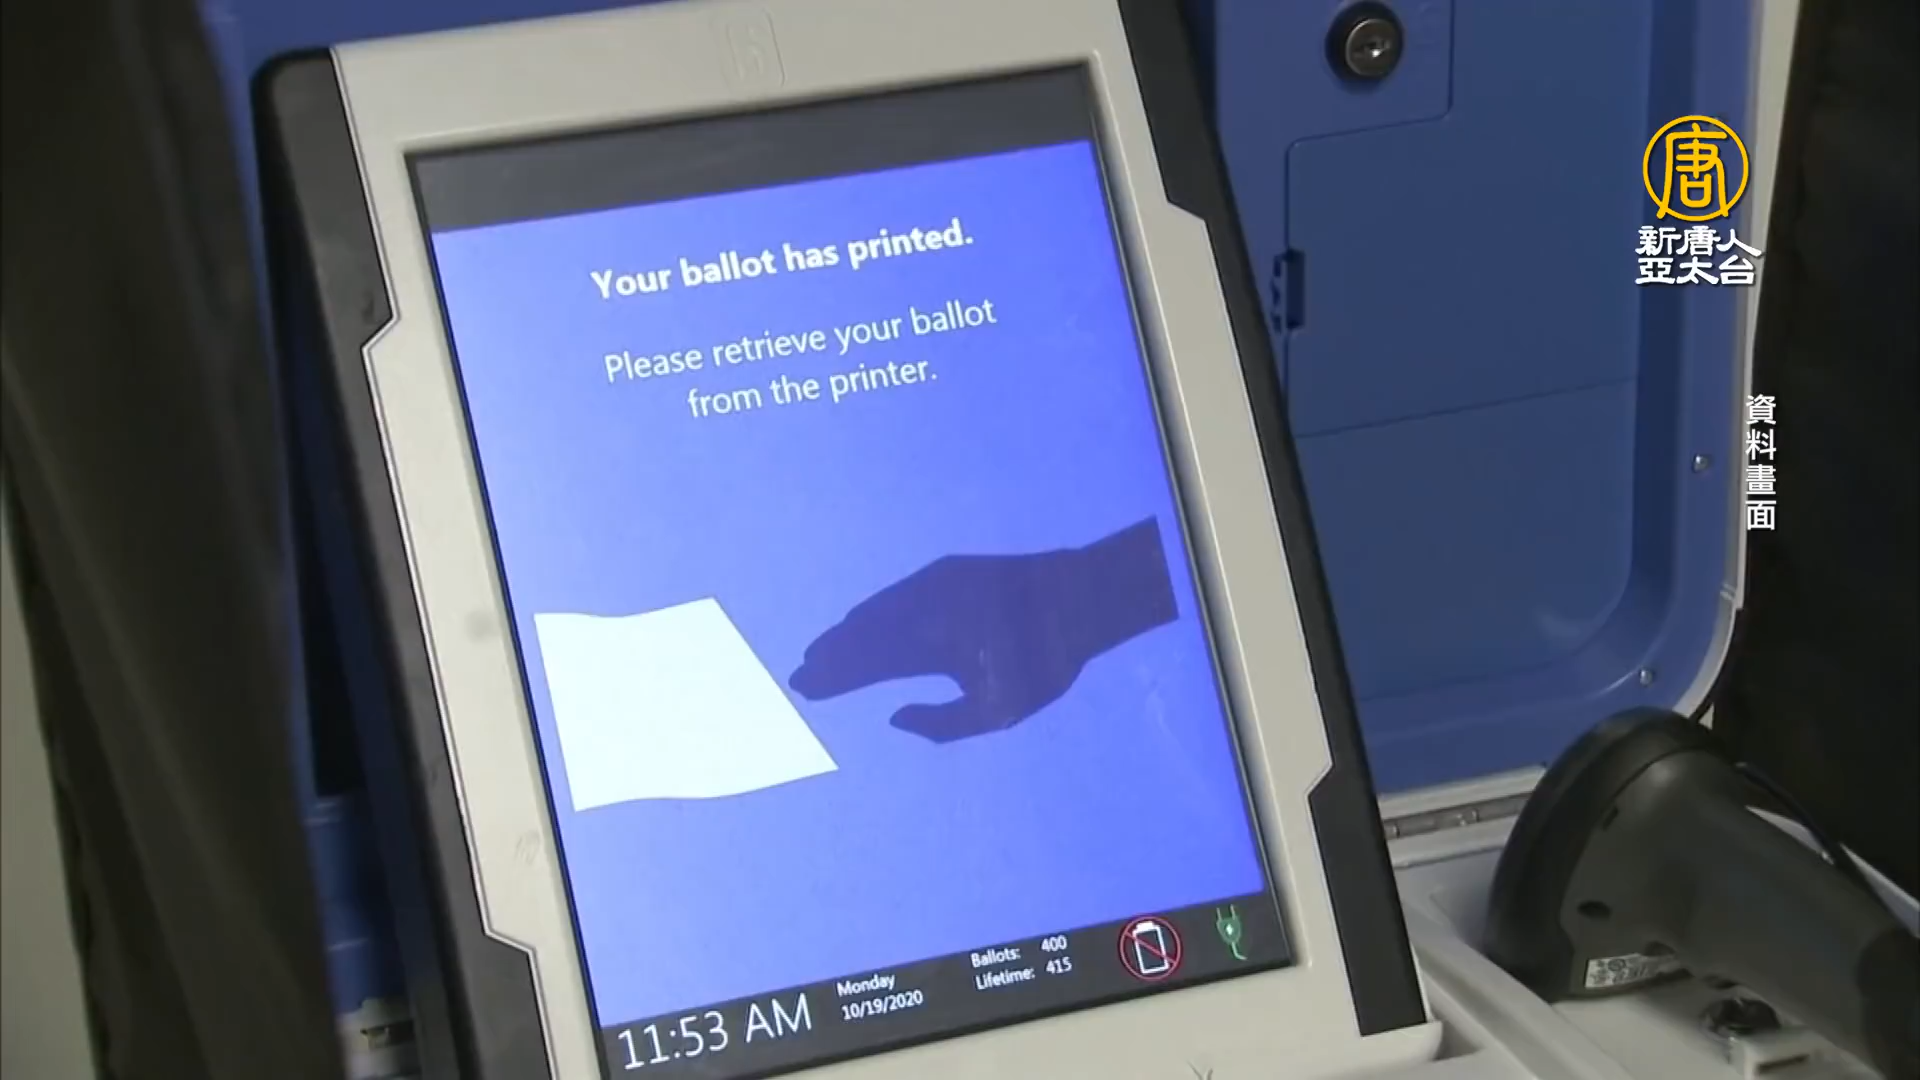 Your ballot has printed.
Please retrieve your ballot
from the printer.
11:53 AM
Monday
10/19/2020
Ballots: 400
Lifetime: 415
唐
新唐人
亞太台
資料畫面